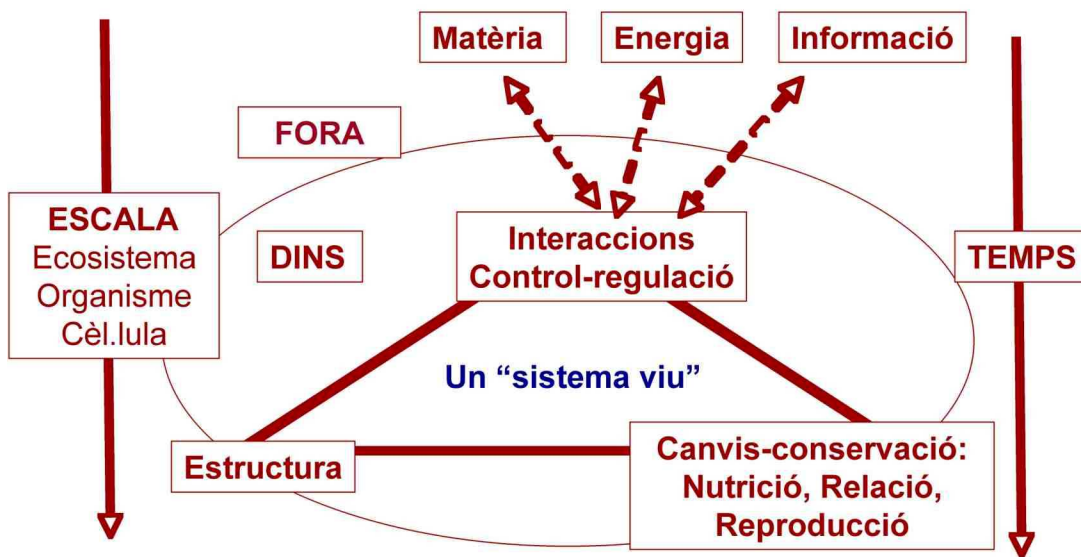 Matèria
Energia
Informació
FORA
ESCALA
Ecosistema
Organisme
Cèl.lula
DINS
Interaccions
Control-regulació
TEMPS
Un “sistema viu”
Estructura
Canvis-conservació:
Nutrició, Relació,
Reproducció